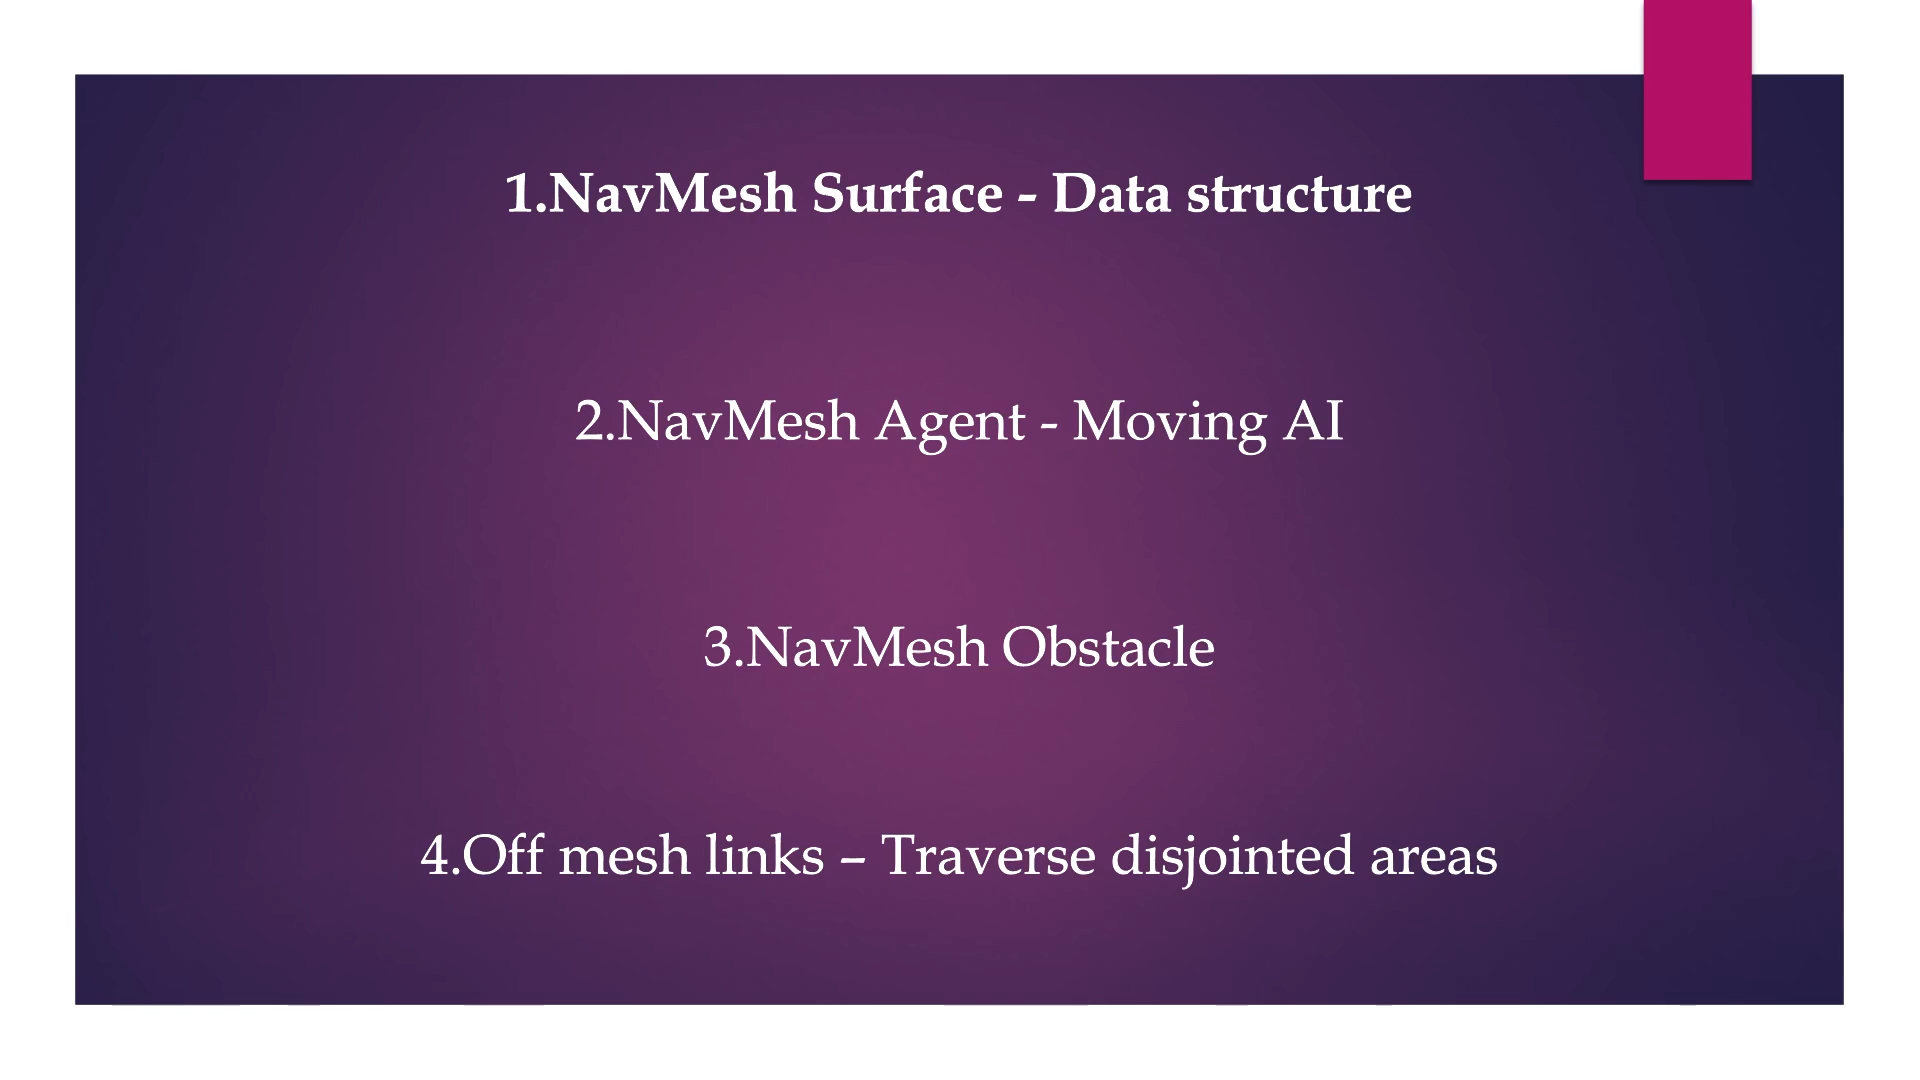 1.NavMesh Surface - Data structure
2.NavMesh Agent - Moving AI
3.NavMesh Obstacle
4.Off mesh links – Traverse disjointed areas